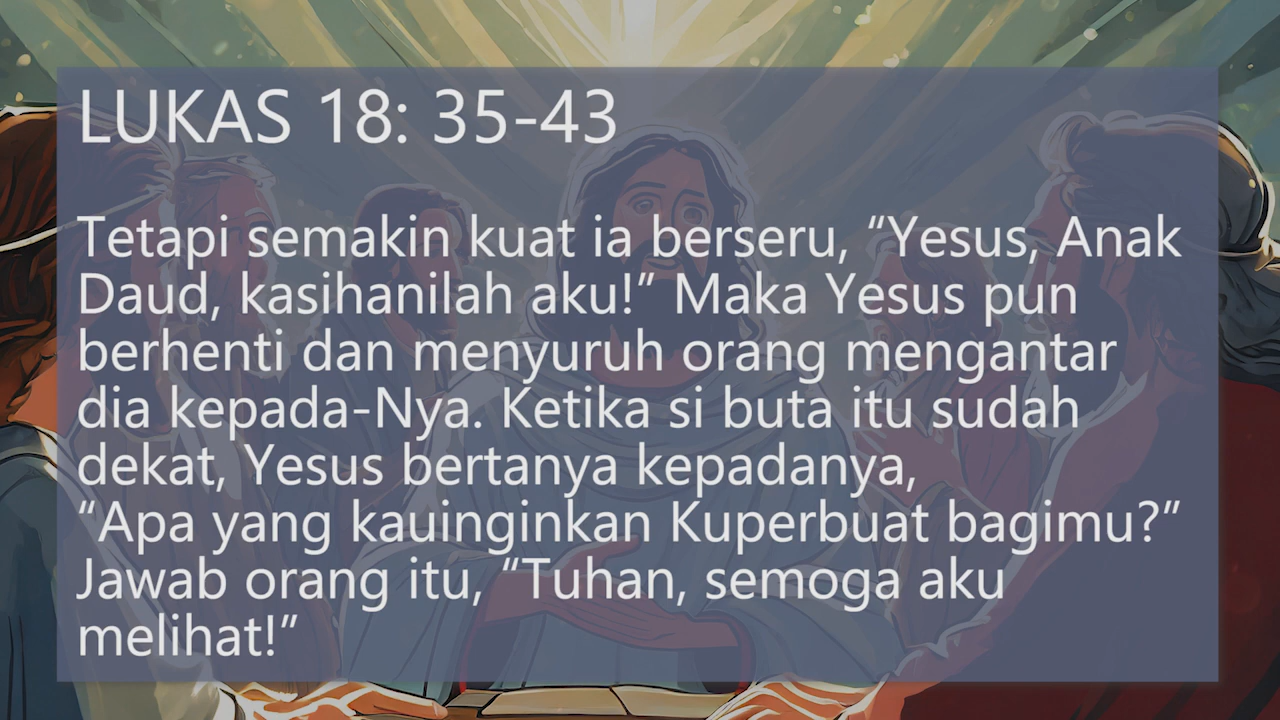 LUKAS 18: 35-43
Tetapi semakin kuat ia berseru, “Yesus, Anak
Daud, kasihanilah aku!” Maka Yesus pun
berhenti dan menyuruh orang mengantar
dia kepada-Nya. Ketika si buta itu sudah
dekat, Yesus bertanya kepadanya,
“Apa yang kauinginkan Kuperbuat bagimu?”
Jawab orang itu, “Tuhan, semoga aku
melihat!”